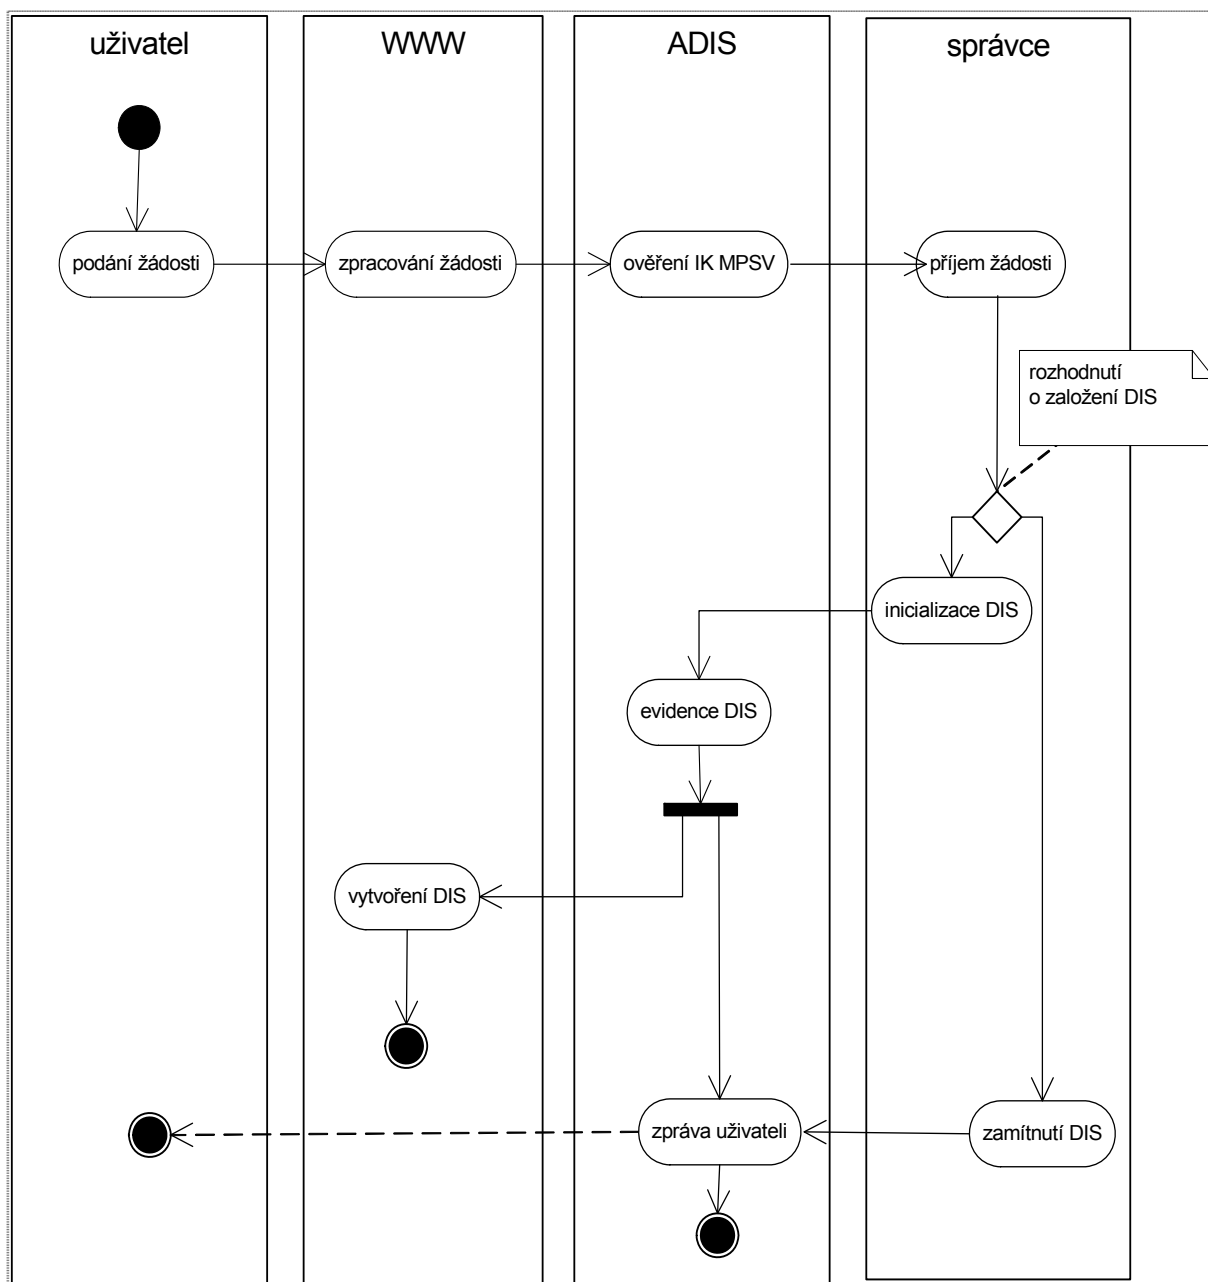 uživatel
WWW
ADIS
správce
podání žádosti
zpracování žádosti
ověření IK MPSV
příjem žádosti
rozhodnutí
o založení DIS
inicializace DIS
evidence DIS
vytvoření DIS
zpráva uživateli
zamítnutí DIS